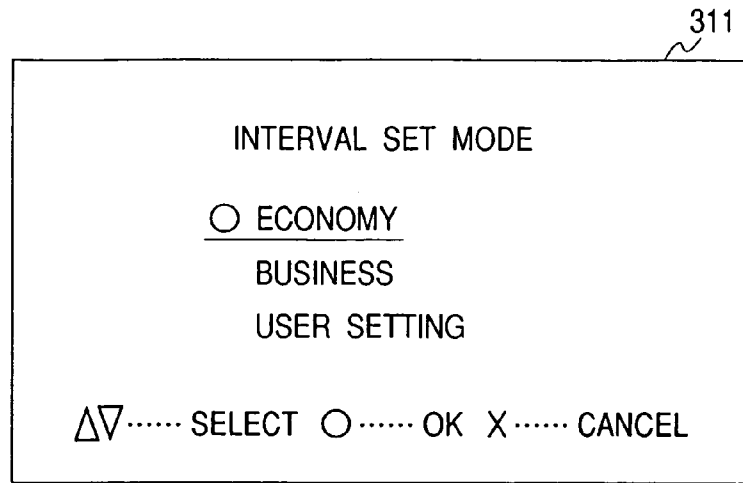 311
INTERVAL SET MODE
○ ECONOMY
BUSINESS
USER SETTING
△▽······ SELECT ○······ OK X······ CANCEL